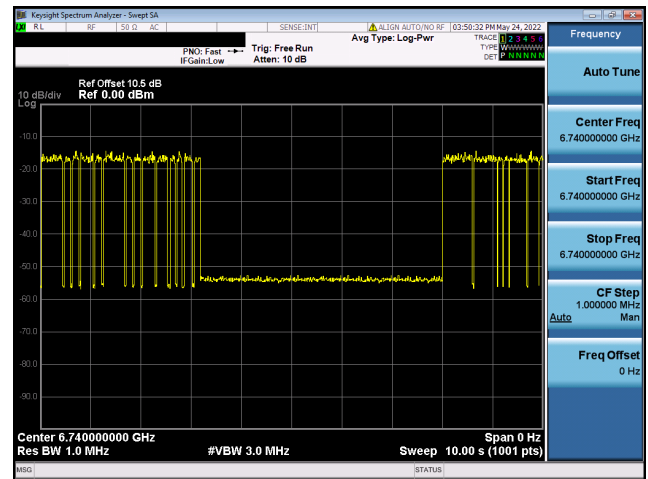 Keysight Spectrum Analyzer - Swept SA
LXI RL RF 50 Ω AC SENSE:INT ALIGN AUTO/NO RF 03:50:32 PM May 24, 2022
Avg Type: Log-Pwr
TRACE 1 2 3 4 5 6
TYPE W
DET P N N N N N
PNO: Fast
IFGain:Low
Trig: Free Run
Atten: 10 dB
Ref Offset 10.5 dB
10 dB/div Ref 0.00 dBm
Log
-10.0
-20.0
-30.0
-40.0
-50.0
-60.0
-70.0
-80.0
-90.0
Center 6.740000000 GHz
Span 0 Hz
Res BW 1.0 MHz #VBW 3.0 MHz Sweep 10.00 s (1001 pts)
MSG STATUS
Frequency
Auto Tune
Center Freq
6.740000000 GHz
Start Freq
6.740000000 GHz
Stop Freq
6.740000000 GHz
CF Step
1.000000 MHz
Auto Man
Freq Offset
0 Hz